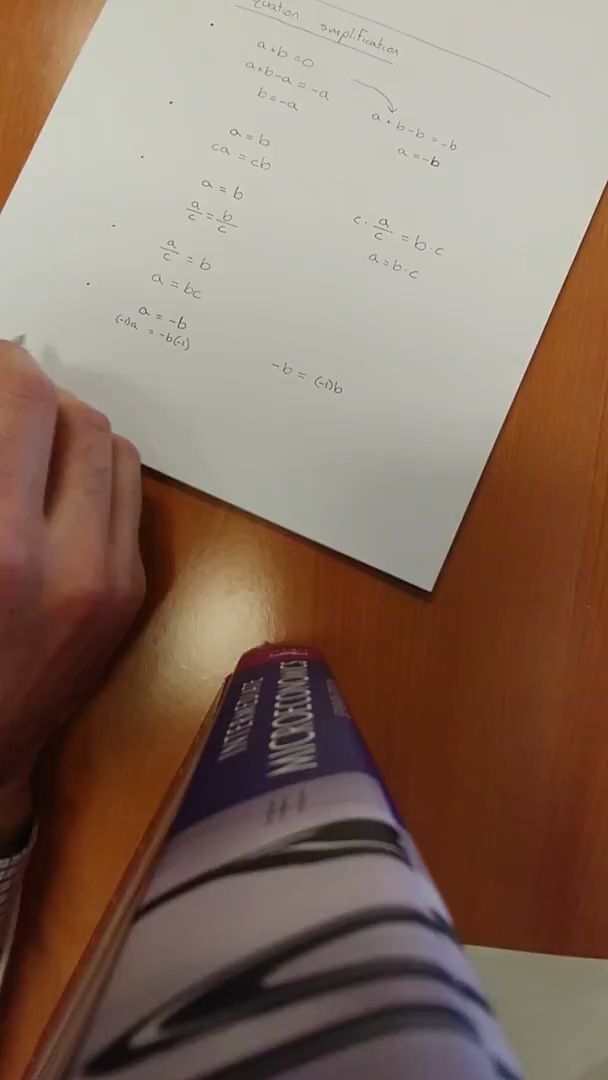 equation simplification
a+b=0
a+b-a = -a
b=-a
a+b-b = -b
a = -b
a = b
ca = cb
a = b
a/c = b/c
c. a/c = b.c
a = b.c
a/c = b
a = bc
a = -b
(-1)a = -b(-1)
-b = (-1)b
INTERMEDIATE
MICROECONOMICS